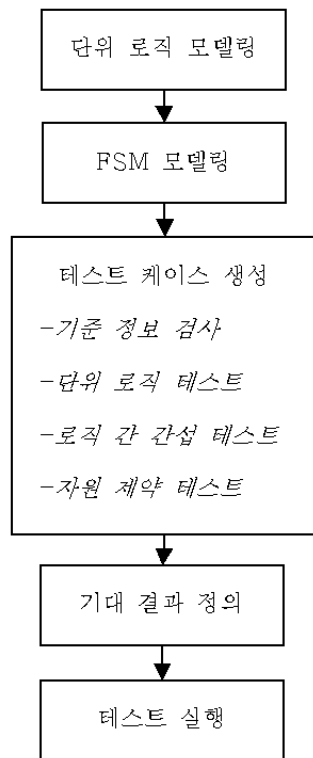 단위 로직 모델링
FSM 모델링
테스트 케이스 생성
-기준 정보 검사
-단위 로직 테스트
-로직 간 간섭 테스트
-자원 제약 테스트
기대 결과 정의
테스트 실행